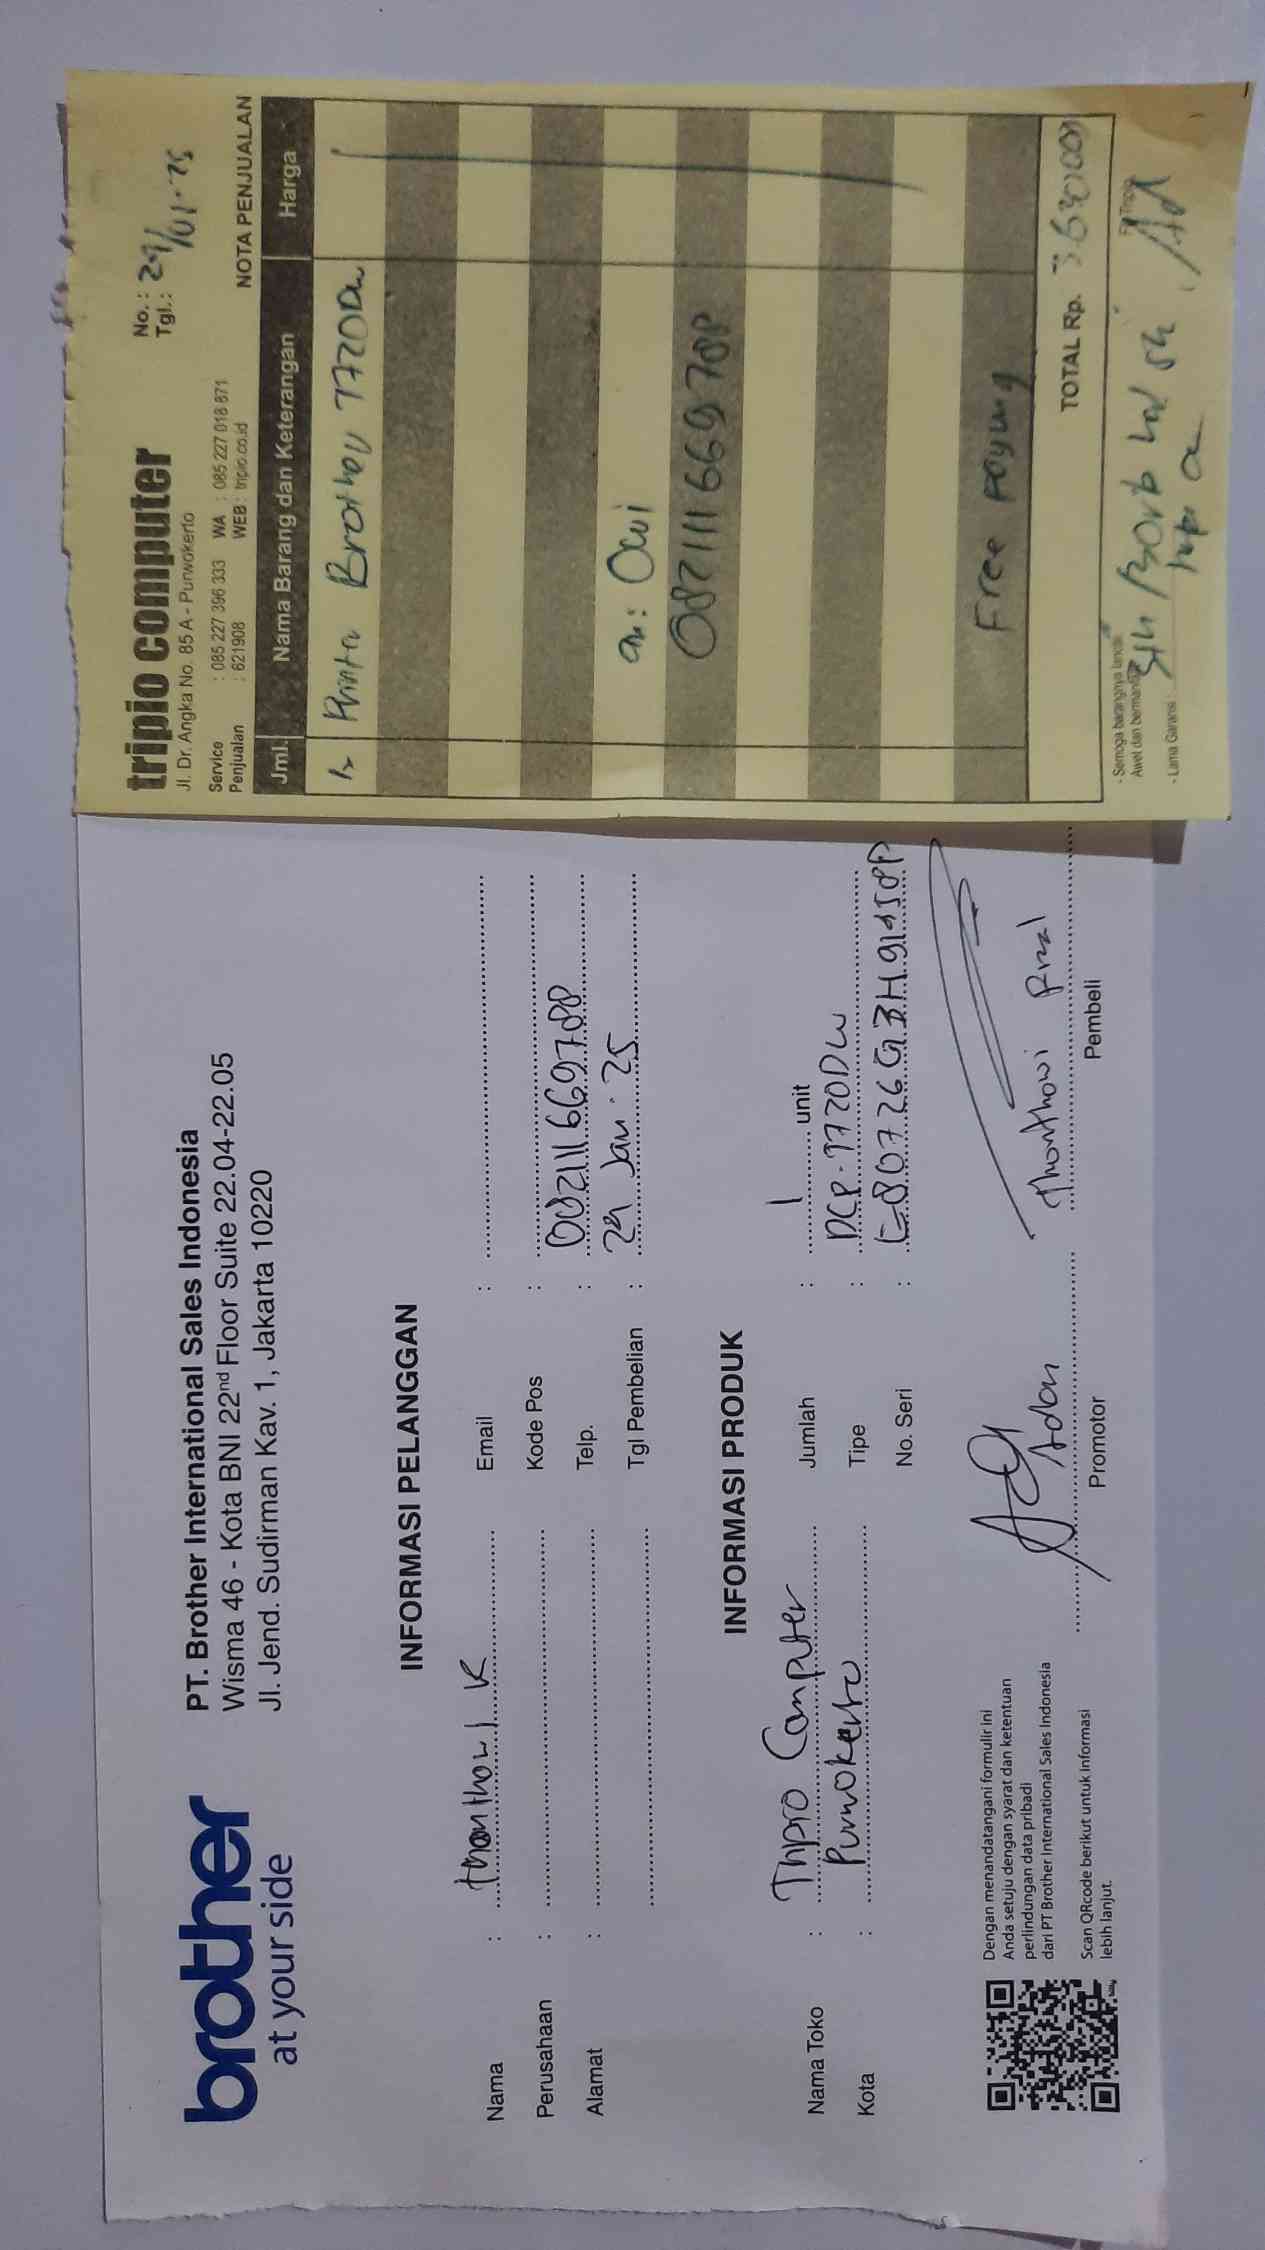 brother
at your side
PT. Brother International Sales Indonesia
Wisma 46 - Kota BNI 22nd Floor Suite 22.04-22.05
Jl. Jend. Sudirman Kav. 1, Jakarta 10220
INFORMASI PELANGGAN
Nama : thonthowi R
Perusahaan :
Alamat :
Email :
Kode Pos :
Telp. : 082111669788
Tgl Pembelian : 29 Jan . 25
INFORMASI PRODUK
Nama Toko : Tripio Computer
Kota : Purwokerto
Jumlah : 1 unit
Tipe : DCP-T720DW
No. Seri :
Dengan menandatangani formulir ini
Anda setuju dengan syarat dan ketentuan
perlindungan data pribadi
dari PT Brother International Sales Indonesia
Scan QRcode berikut untuk informasi
lebih lanjut.
Adon
Promotor
Thonthowi
Pembeli
tripio computer
Jl. Dr. Angka No. 85 A - Purwokerto
Service : 085 227 396 333 WA : 085 227 018 871
Penjualan : 621908 WEB : tripio.co.id
No. :
Tgl.: 29/01.25
NOTA PENJUALAN
Jml. Nama Barang dan Keterangan Harga
Printer Brother T720DW
an: Owi
082111669788
Free Payung
TOTAL Rp.
- Semoga barangnya lancar
Awet dan bermanfaat
- Lama Garansi :